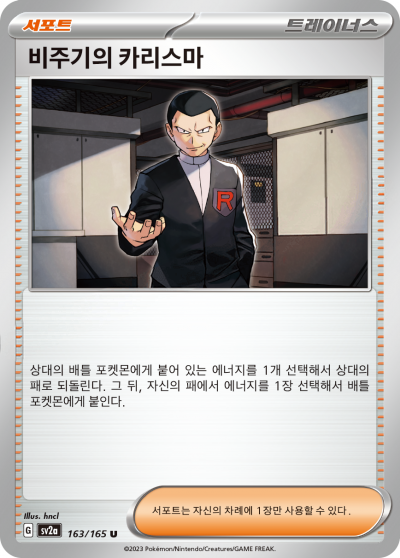 서포트 트레이너스
비주기의 카리스마
R
상대의 배틀 포켓몬에게 붙어 있는 에너지를 1개 선택해서 상대의
패로 되돌린다. 그 뒤, 자신의 패에서 에너지를 1장 선택해서 배틀
포켓몬에게 붙인다.
Illus. hncl
서포트는 자신의 차례에 1장만 사용할 수 있다.
G sv2a 163/165 U
©2023 Pokémon/Nintendo/Creatures/GAME FREAK.